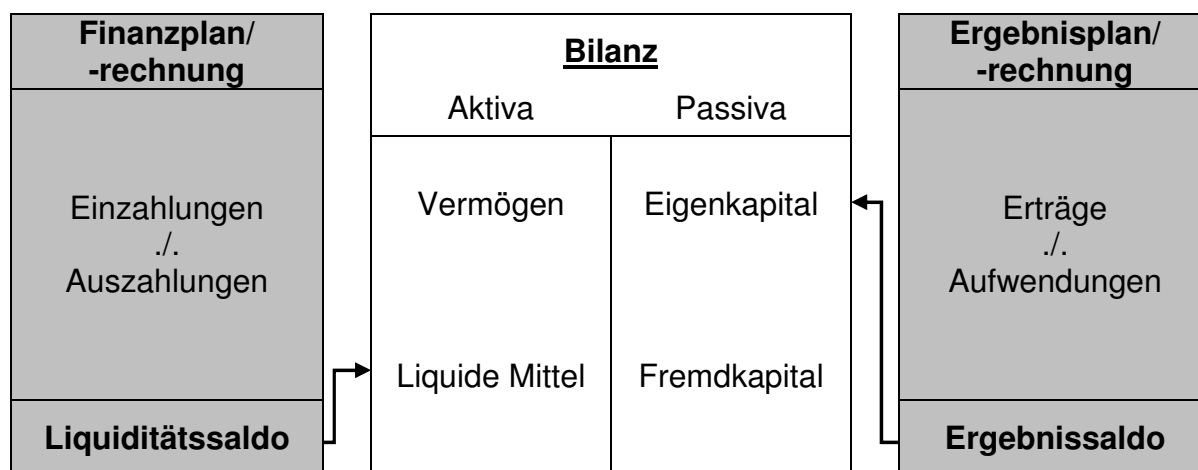 Finanzplan/
-rechnung
Einzahlungen
./.
Auszahlungen
Liquiditätssaldo
Bilanz
Aktiva Passiva
Vermögen Eigenkapital
Liquide Mittel Fremdkapital
Ergebnisplan/
-rechnung
Erträge
./.
Aufwendungen
Ergebnissaldo